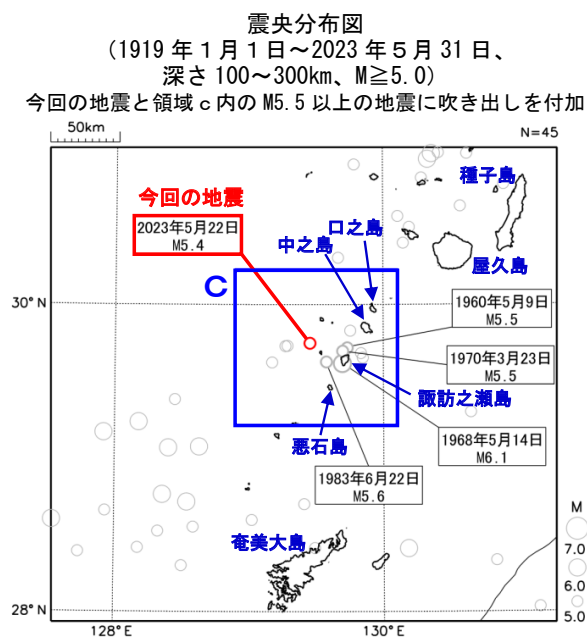 震央分布図
(1919年1月1日～2023年5月31日、
深さ100～300km、M≧5.0)
今回の地震と領域c内のM5.5以上の地震に吹き出しを付加
50km
N=45
種子島
今回の地震
2023年5月22日
M5.4
口之島
中之島
屋久島
c
30°N
1960年5月9日
M5.5
1970年3月23日
M5.5
諏訪之瀬島
1968年5月14日
M6.1
悪石島
1983年6月22日
M5.6
M
奄美大島
7.0
6.0
5.0
28°N
128°E
130°E